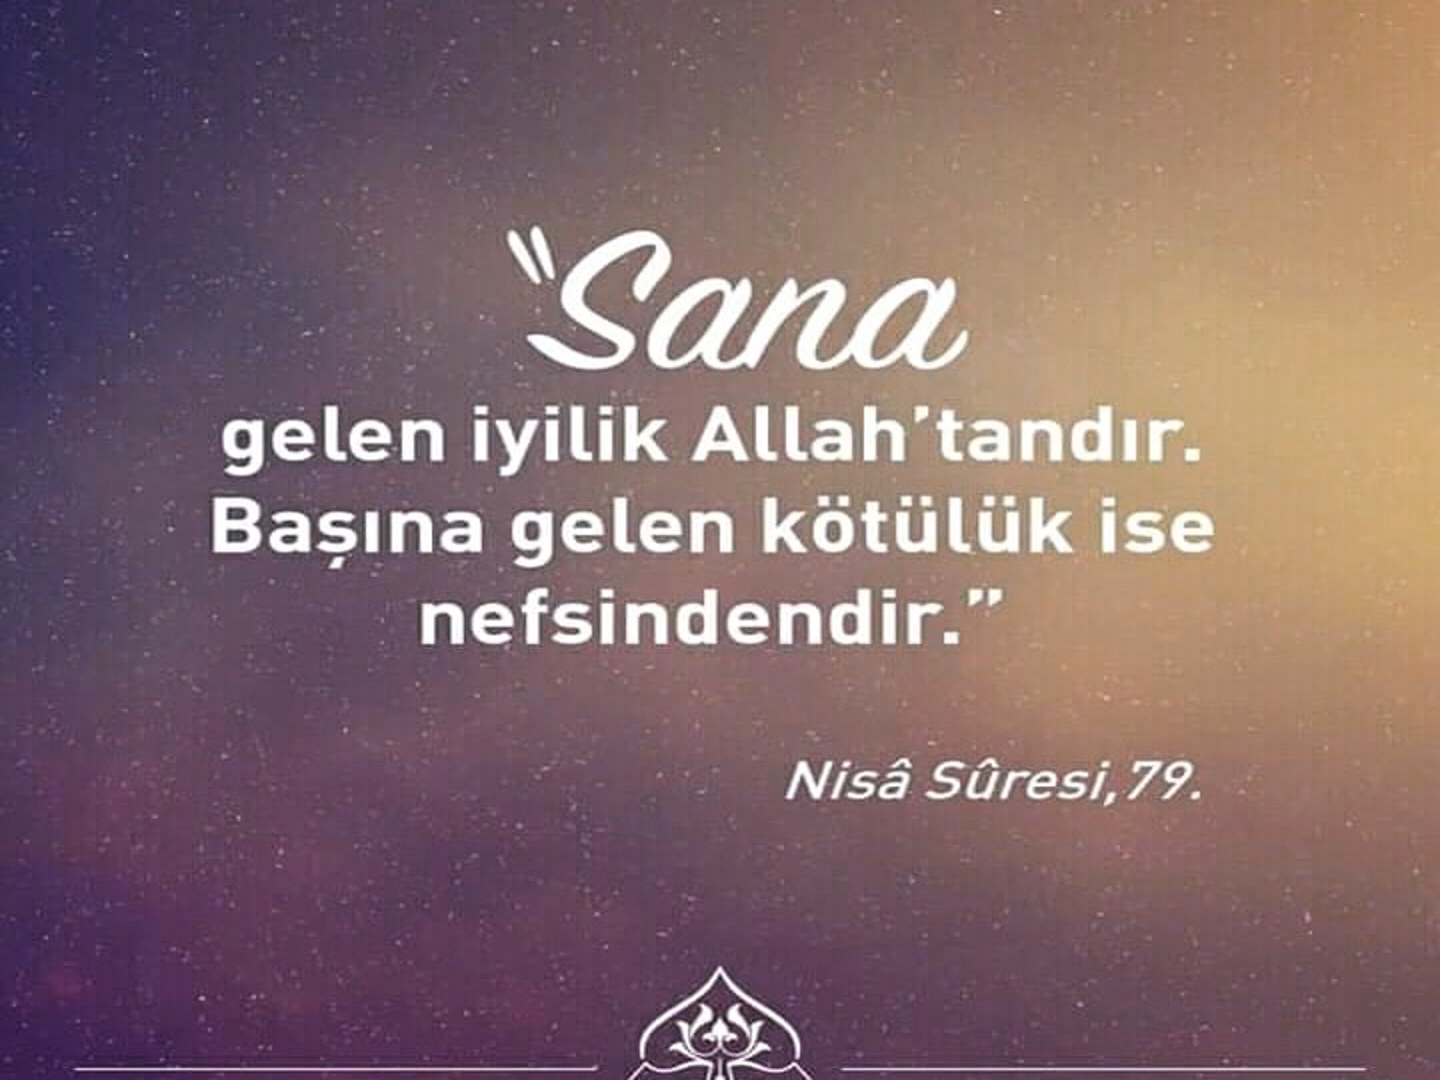 "Sana
gelen iyilik Allah'tandır.
Başına gelen kötülük ise
nefsindendir."
Nisâ Sûresi,79.